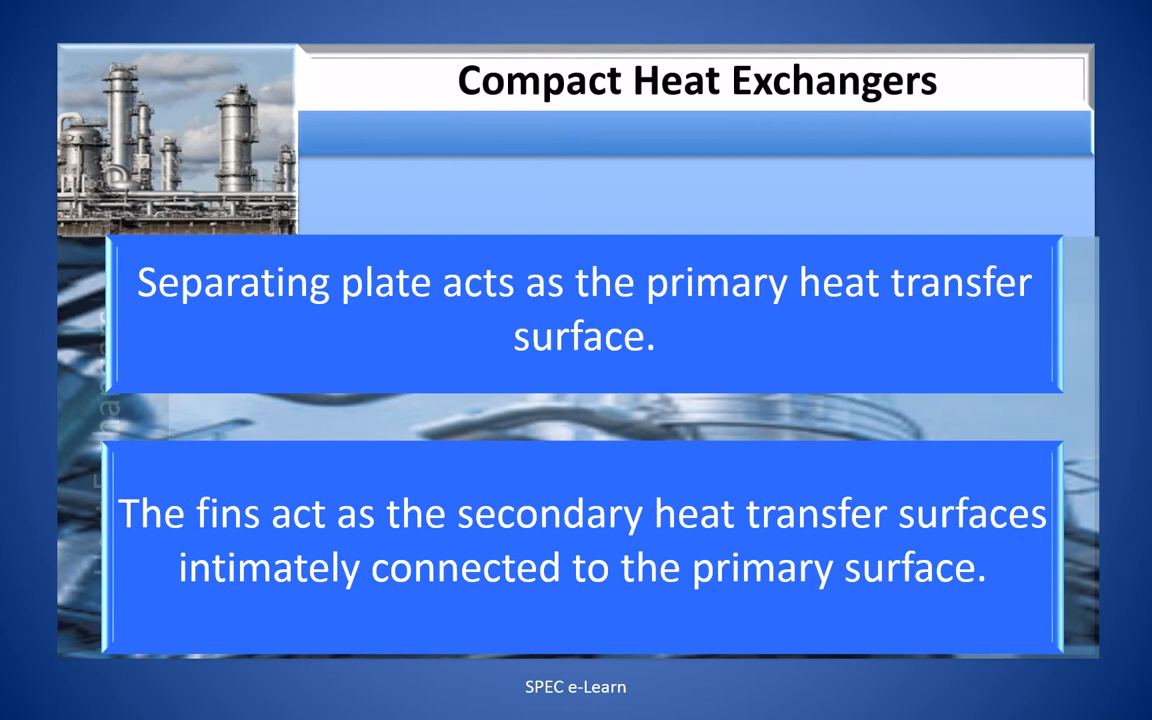 Compact Heat Exchangers
Separating plate acts as the primary heat transfer
surface.
The fins act as the secondary heat transfer surfaces
intimately connected to the primary surface.
SPEC e-Learn